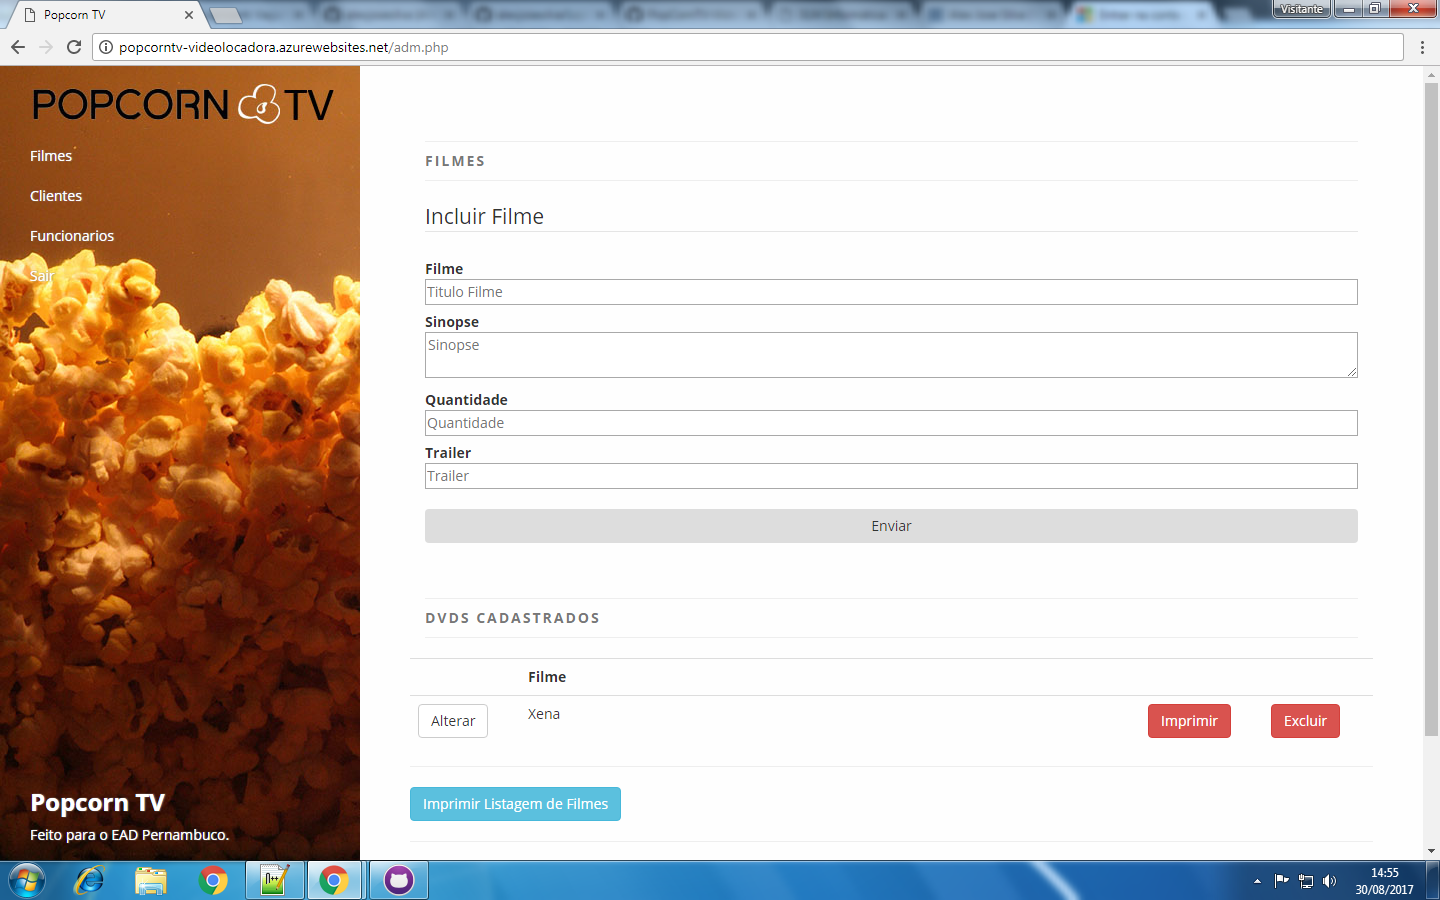 Popcorn TV
Visitante
popcorntv-videolocadora.azurewebsites.net/adm.php
POPCORN TV
Filmes
Clientes
Funcionarios
Sair
FILMES
Incluir Filme
Filme
Titulo Filme
Sinopse
Sinopse
Quantidade
Quantidade
Trailer
Trailer
Enviar
DVDS CADASTRADOS
Filme
Alterar Xena Imprimir Excluir
Imprimir Listagem de Filmes
Popcorn TV
Feito para o EAD Pernambuco.
14:55
30/08/2017